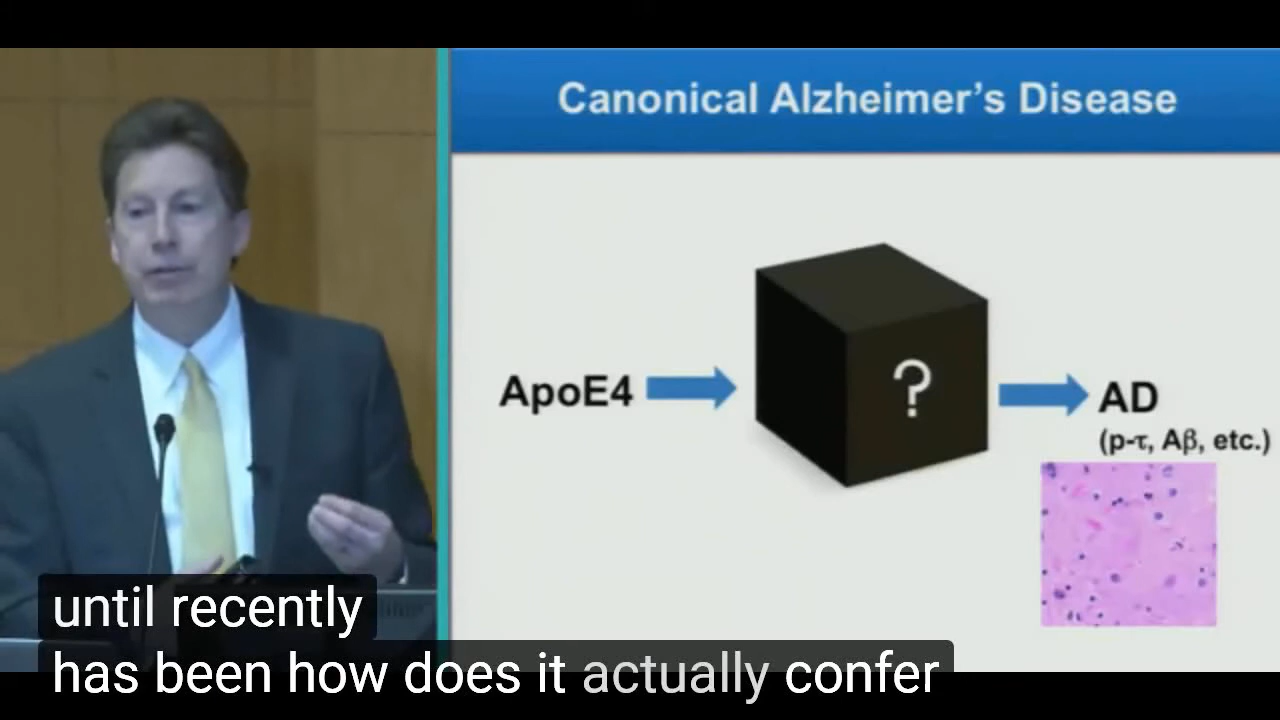 Canonical Alzheimer's Disease
ApoE4
?
AD
(p-τ, Aβ, etc.)
until recently
has been how does it actually confer